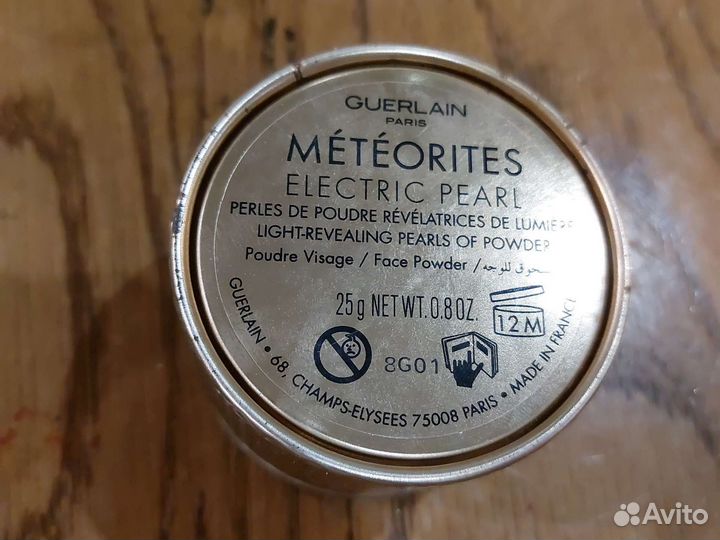 GUERLAIN
PARIS
MÉTÉORITES
ELECTRIC PEARL
PERLES DE POUDRE RÉVÉLATRICES DE LUMIÈRE
LIGHT-REVEALING PEARLS OF POWDER
Poudre Visage / Face Powder / مسحوق للوجه
25g NET WT. 0.8 OZ.
12M
8G01
GUERLAIN • 68, CHAMPS-ELYSEES 75008 PARIS • MADE IN FRANCE
Avito